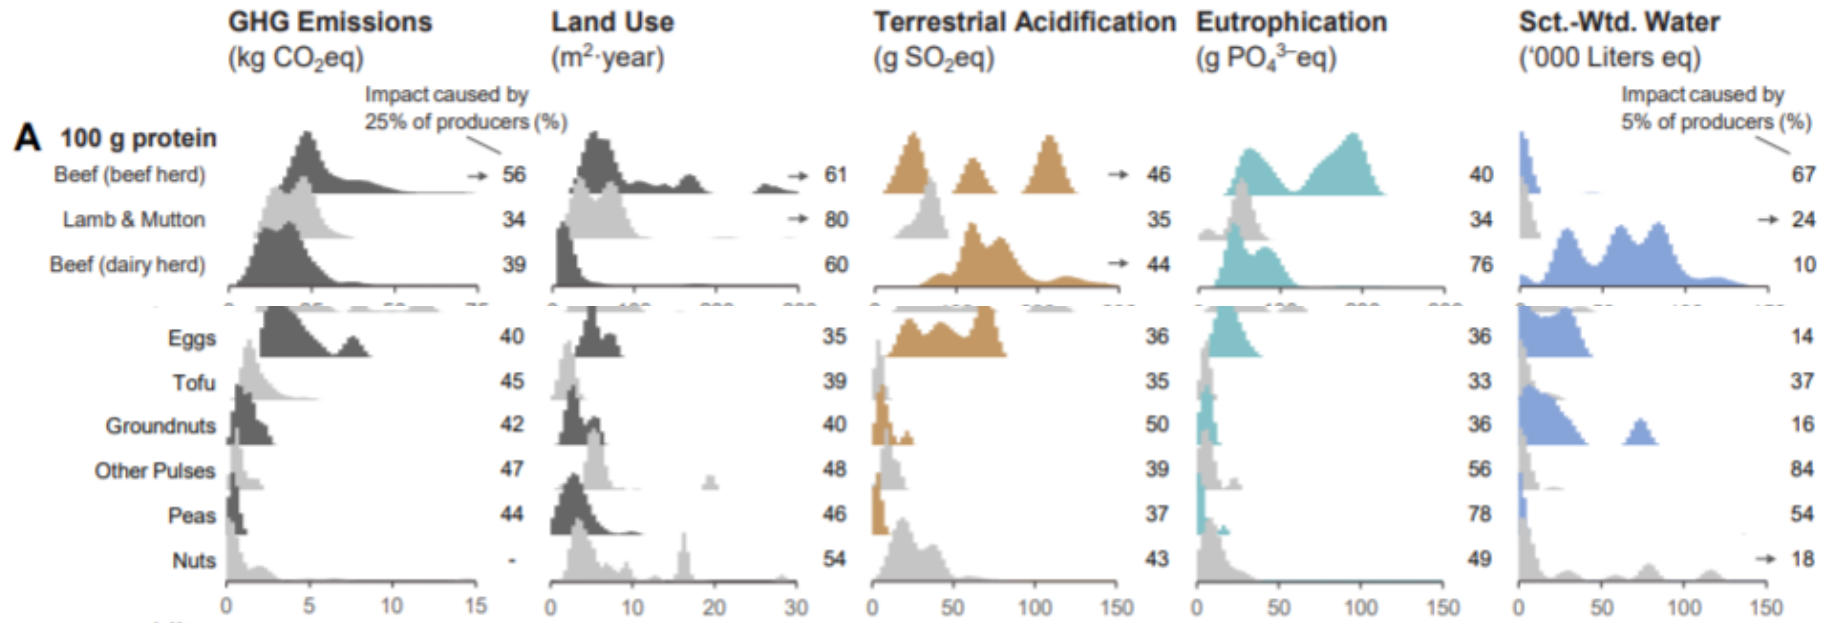 GHG Emissions Land Use Terrestrial Acidification Eutrophication Sct.-Wtd. Water
(kg CO₂eq) (m²·year) (g SO₂eq) (g PO₄³⁻eq) (‘000 Liters eq)
Impact caused by Impact caused by
25% of producers (%) 5% of producers (%)
A 100 g protein
Beef (beef herd) → 56 → 61 → 46 40 67
Lamb & Mutton 34 → 80 35 34 → 24
Beef (dairy herd) 39 60 → 44 76 10
Eggs 40 35 36 36 14
Tofu 45 39 35 33 37
Groundnuts 42 40 50 36 16
Other Pulses 47 48 39 56 84
Peas 44 46 37 78 54
Nuts - 54 43 49 → 18
0 5 10 15 0 10 20 30 0 50 100 150 0 50 100 150 0 50 100 150